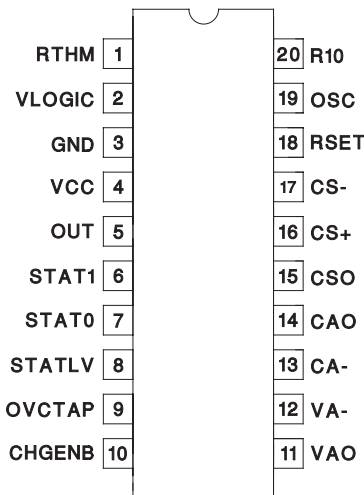 RTHM 1 20 R10
VLOGIC 2 19 OSC
GND 3 18 RSET
VCC 4 17 CS-
OUT 5 16 CS+
STAT1 6 15 CSO
STAT0 7 14 CAO
STATLV 8 13 CA-
OVCTAP 9 12 VA-
CHGENB 10 11 VAO